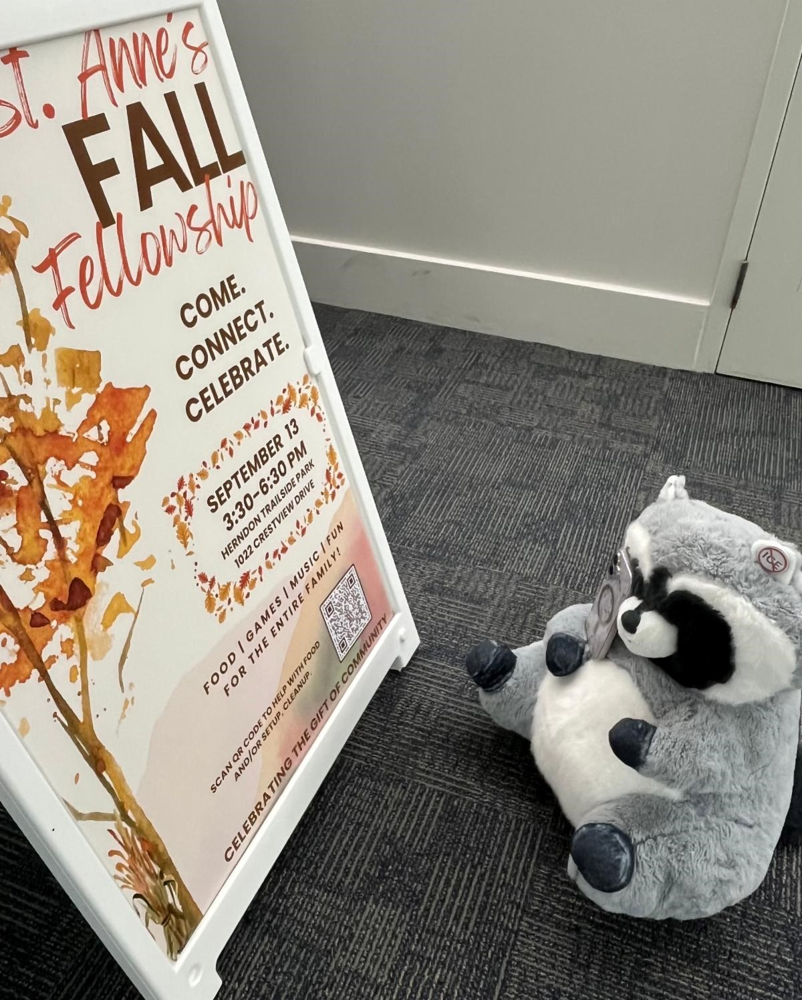 St. Anne's
FALL
Fellowship
COME.
CONNECT.
CELEBRATE.
SEPTEMBER 13
3:30-6:30 PM
HERNDON TRAILSIDE PARK
1022 CRESTVIEW DRIVE
FOOD | GAMES | MUSIC | FUN
FOR THE ENTIRE FAMILY!
SCAN QR CODE TO HELP WITH FOOD
AND/OR SETUP, CLEANUP.
CELEBRATING THE GIFT OF COMMUNITY
ICE